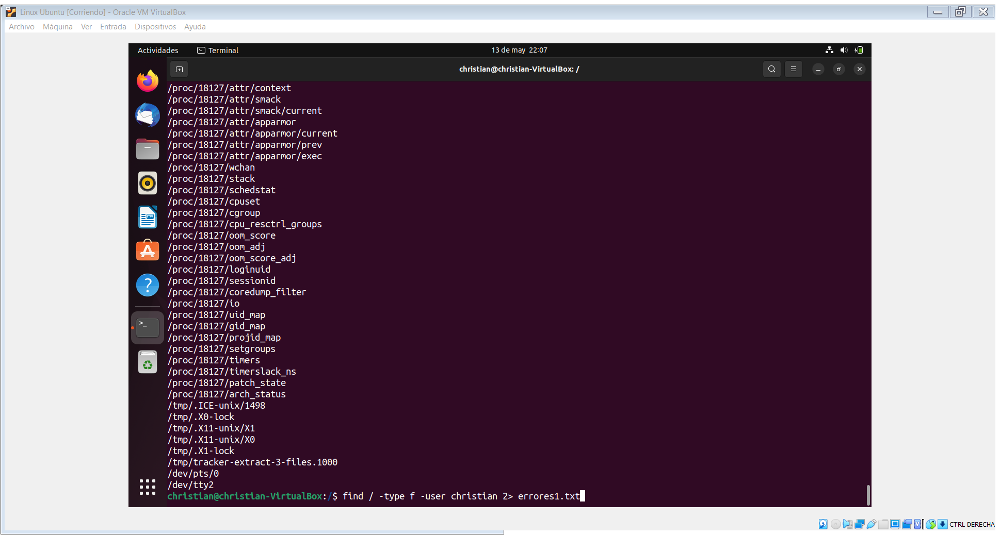 Linux Ubuntu [Corriendo] - Oracle VM VirtualBox
Archivo Máquina Ver Entrada Dispositivos Ayuda
Actividades Terminal 13 de may 22:07
christian@christian-VirtualBox: /
/proc/18127/attr/context
/proc/18127/attr/smack
/proc/18127/attr/smack/current
/proc/18127/attr/apparmor
/proc/18127/attr/apparmor/current
/proc/18127/attr/apparmor/prev
/proc/18127/attr/apparmor/exec
/proc/18127/wchan
/proc/18127/stack
/proc/18127/schedstat
/proc/18127/cpuset
/proc/18127/cgroup
/proc/18127/cpu_resctrl_groups
/proc/18127/oom_score
/proc/18127/oom_adj
/proc/18127/oom_score_adj
/proc/18127/loginuid
/proc/18127/sessionid
/proc/18127/coredump_filter
/proc/18127/io
/proc/18127/uid_map
/proc/18127/gid_map
/proc/18127/projid_map
/proc/18127/setgroups
/proc/18127/timers
/proc/18127/timerslack_ns
/proc/18127/patch_state
/proc/18127/arch_status
/tmp/.ICE-unix/1498
/tmp/.X0-lock
/tmp/.X11-unix/X1
/tmp/.X11-unix/X0
/tmp/.X1-lock
/tmp/tracker-extract-3-files.1000
/dev/pts/0
/dev/tty2
christian@christian-VirtualBox:/$ find / -type f -user christian 2> errores1.txt
CTRL DERECHA